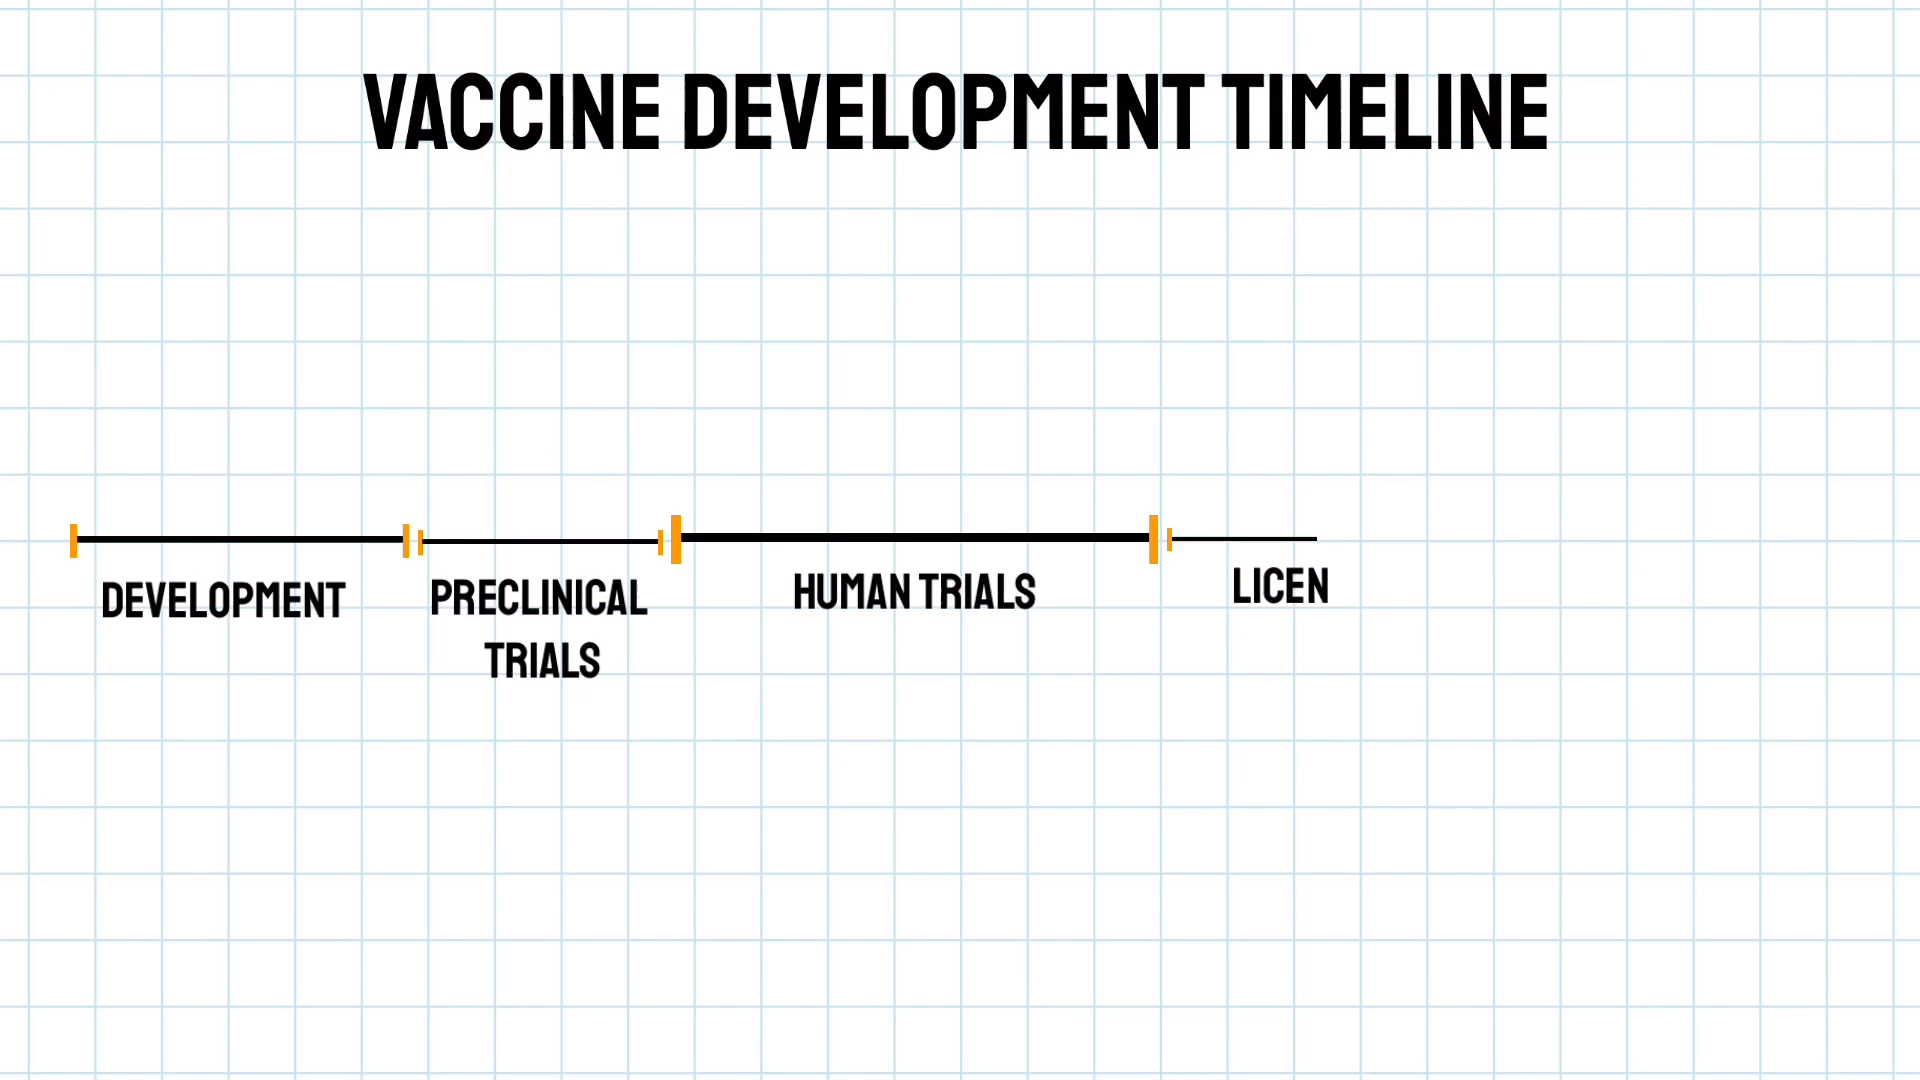 VACCINE DEVELOPMENT TIMELINE
DEVELOPMENT
PRECLINICAL
TRIALS
HUMAN TRIALS
LICEN